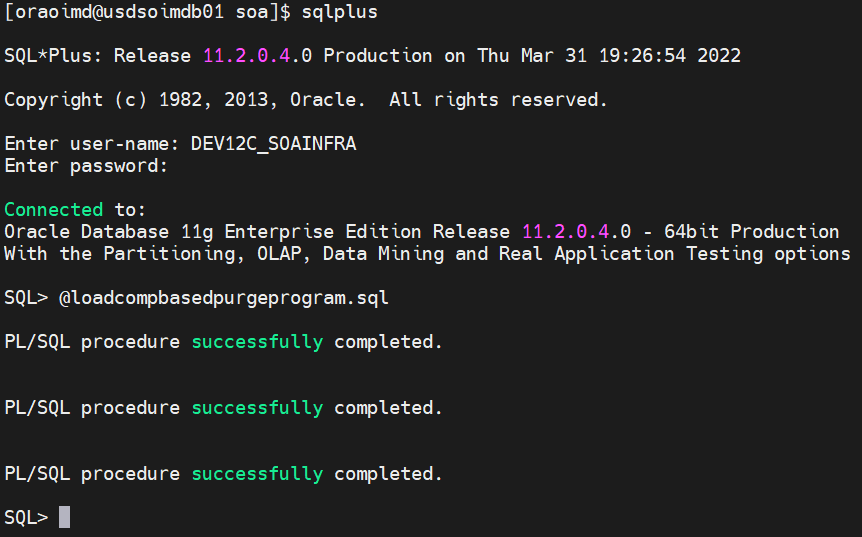 [oraoimd@usdsoimdb01 soa]$ sqlplus
SQL*Plus: Release 11.2.0.4.0 Production on Thu Mar 31 19:26:54 2022
Copyright (c) 1982, 2013, Oracle.  All rights reserved.
Enter user-name: DEV12C_SOAINFRA
Enter password:
Connected to:
Oracle Database 11g Enterprise Edition Release 11.2.0.4.0 - 64bit Production
With the Partitioning, OLAP, Data Mining and Real Application Testing options
SQL> @loadcompbasedpurgeprogram.sql
PL/SQL procedure successfully completed.
PL/SQL procedure successfully completed.
PL/SQL procedure successfully completed.
SQL>